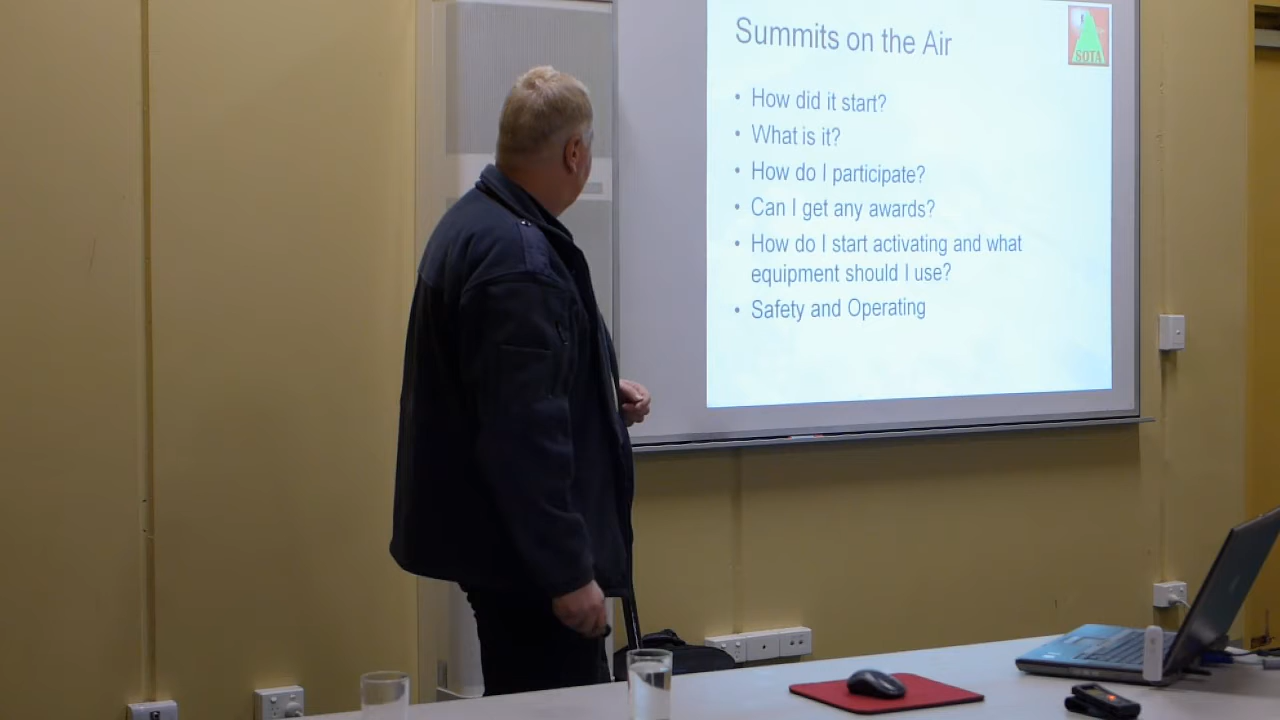 Summits on the Air
SOTA
• How did it start?
• What is it?
• How do I participate?
• Can I get any awards?
• How do I start activating and what
equipment should I use?
• Safety and Operating